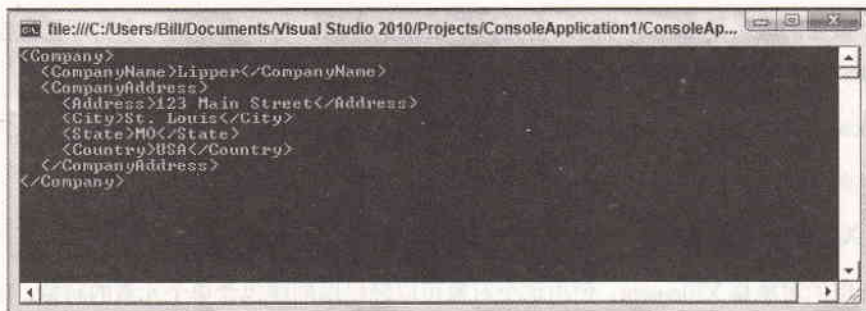 file:///C:/Users/Bill/Documents/Visual Studio 2010/Projects/ConsoleApplication1/ConsoleAp...
<Company>
  <CompanyName>Lipper</CompanyName>
  <CompanyAddress>
    <Address>123 Main Street</Address>
    <City>St. Louis</City>
    <State>MO</State>
    <Country>USA</Country>
  </CompanyAddress>
</Company>